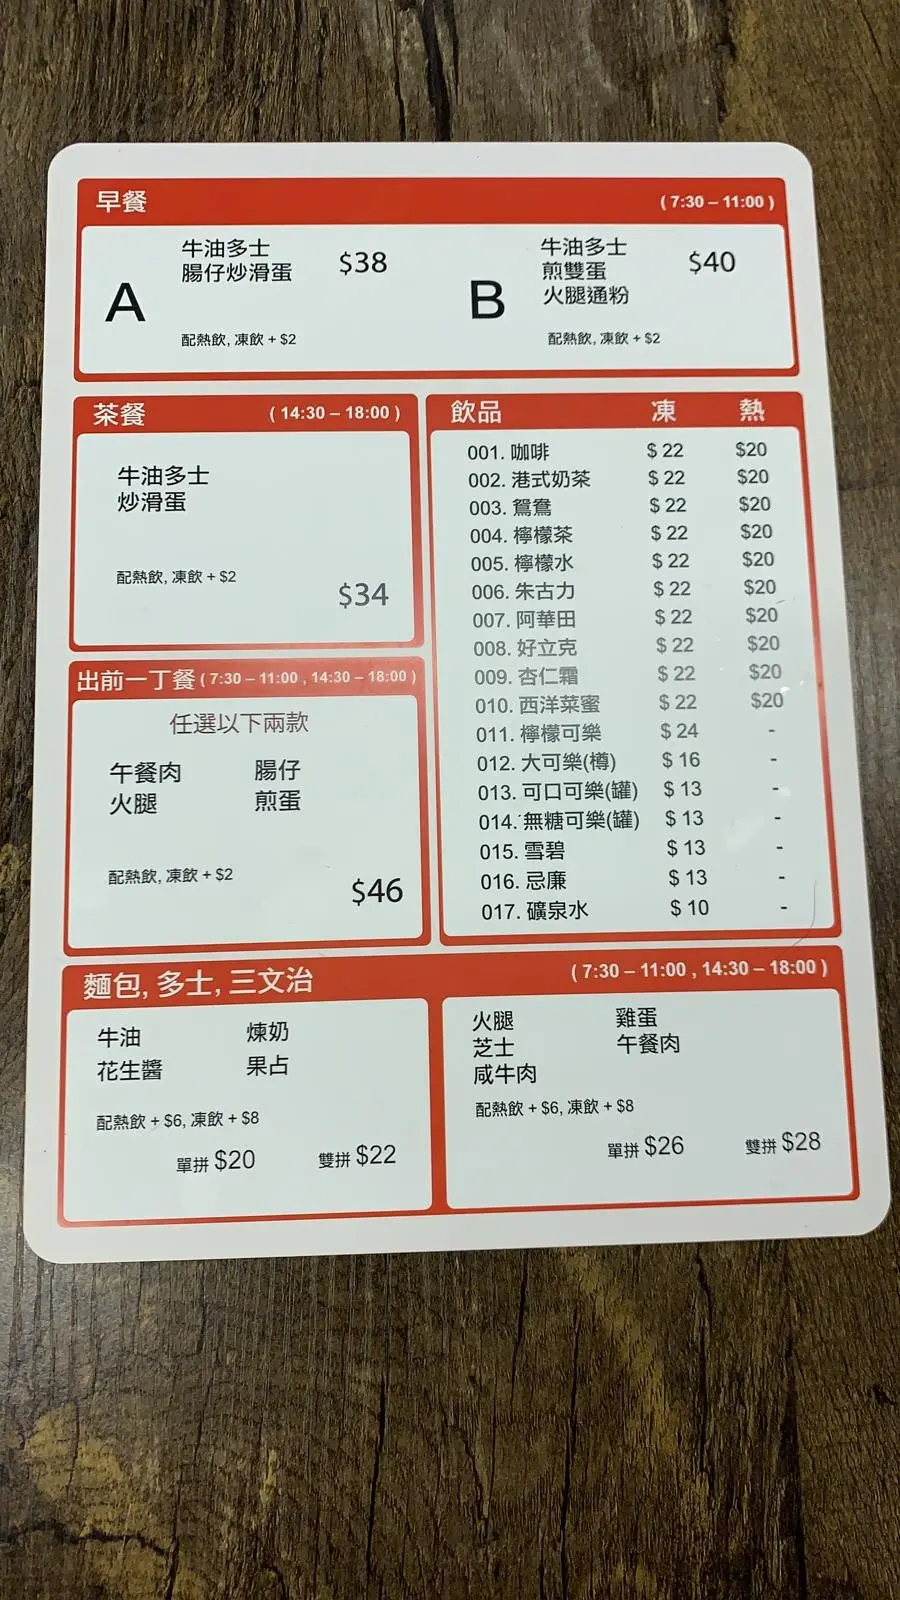 早餐 ( 7:30 – 11:00 )
A
牛油多士
腸仔炒滑蛋
$38
配熱飲, 凍飲 + $2
B
牛油多士
煎雙蛋
火腿通粉
$40
配熱飲, 凍飲 + $2
茶餐 ( 14:30 – 18:00 )
牛油多士
炒滑蛋
配熱飲, 凍飲 + $2
$34
出前一丁餐 ( 7:30 – 11:00 , 14:30 – 18:00 )
任選以下兩款
午餐肉 腸仔
火腿 煎蛋
配熱飲, 凍飲 + $2
$46
飲品 凍 熱
001. 咖啡 $ 22 $20
002. 港式奶茶 $ 22 $20
003. 鴛鴦 $ 22 $20
004. 檸檬茶 $ 22 $20
005. 檸檬水 $ 22 $20
006. 朱古力 $ 22 $20
007. 阿華田 $ 22 $20
008. 好立克 $ 22 $20
009. 杏仁霜 $ 22 $20
010. 西洋菜蜜 $ 22 $20
011. 檸檬可樂 $ 24 -
012. 大可樂(樽) $ 16 -
013. 可口可樂(罐) $ 13 -
014. 無糖可樂(罐) $ 13 -
015. 雪碧 $ 13 -
016. 忌廉 $ 13 -
017. 礦泉水 $ 10 -
麵包, 多士, 三文治 ( 7:30 – 11:00 , 14:30 – 18:00 )
牛油 煉奶
花生醬 果占
配熱飲 + $6, 凍飲 + $8
單拼 $20 雙拼 $22
火腿 雞蛋
芝士 午餐肉
咸牛肉
配熱飲 + $6, 凍飲 + $8
單拼 $26 雙拼 $28